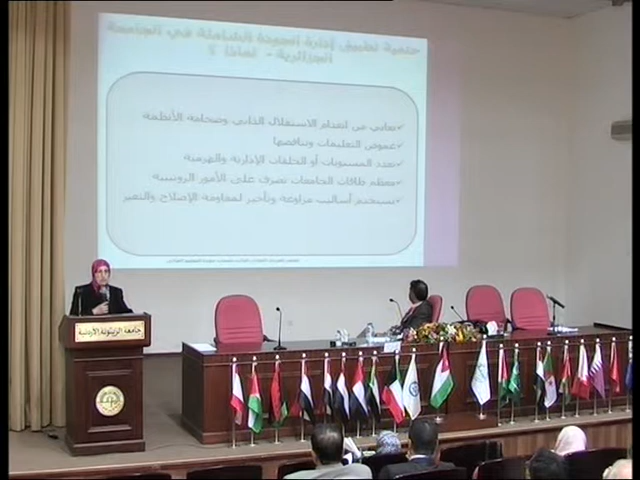 حتمية تطبيق إدارة الجودة الشاملة في الجامعة
الجزائرية - لماذا ؟
تعاني من انعدام الاستقلال الذاتي وضخامة الأنظمة
غموض التعليمات وتناقضها
تعدد المستويات أو الحلقات الإدارية والهرمية
معظم طاقات الجامعات تصرف على الأمور الروتينية
تستخدم أساليب مراوغة وتأخير لمقاومة الإصلاح والتغيير
جامعة الزيتونة الأردنية